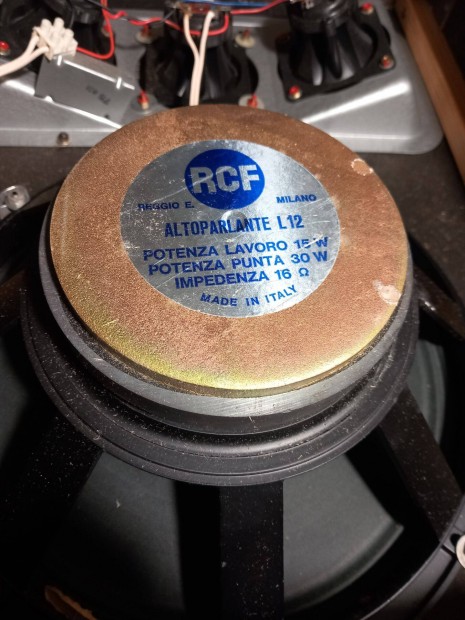 RCF
REGGIO E. MILANO
ALTOPARLANTE L12
POTENZA LAVORO 15 W
POTENZA PUNTA 30 W
IMPEDENZA 16 Ω
MADE IN ITALY